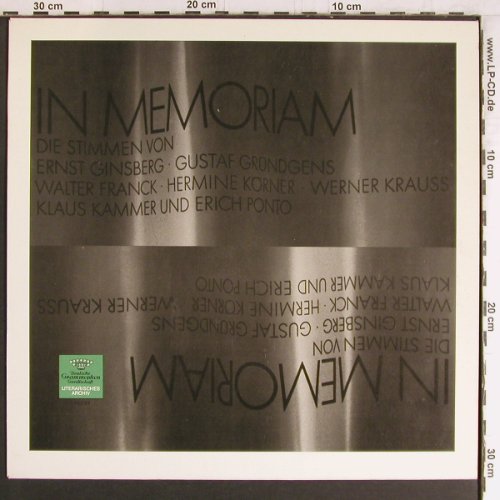 30 cm 20 cm 10 cm
www.LP-CD.de
10 cm
20 cm
30 cm
IN MEMORIAM
DIE STIMMEN VON
ERNST GINSBERG · GUSTAF GRÜNDGENS
WALTER FRANCK · HERMINE KÖRNER · WERNER KRAUSS
KLAUS KAMMER UND ERICH PONTO
KLAUS KAMMER UND ERICH PONTO
WALTER FRANCK · HERMINE KÖRNER · WERNER KRAUSS
ERNST GINSBERG · GUSTAF GRÜNDGENS
DIE STIMMEN VON
IN MEMORIAM
Deutsche
Grammophon
Gesellschaft
LITERARISCHES
ARCHIV